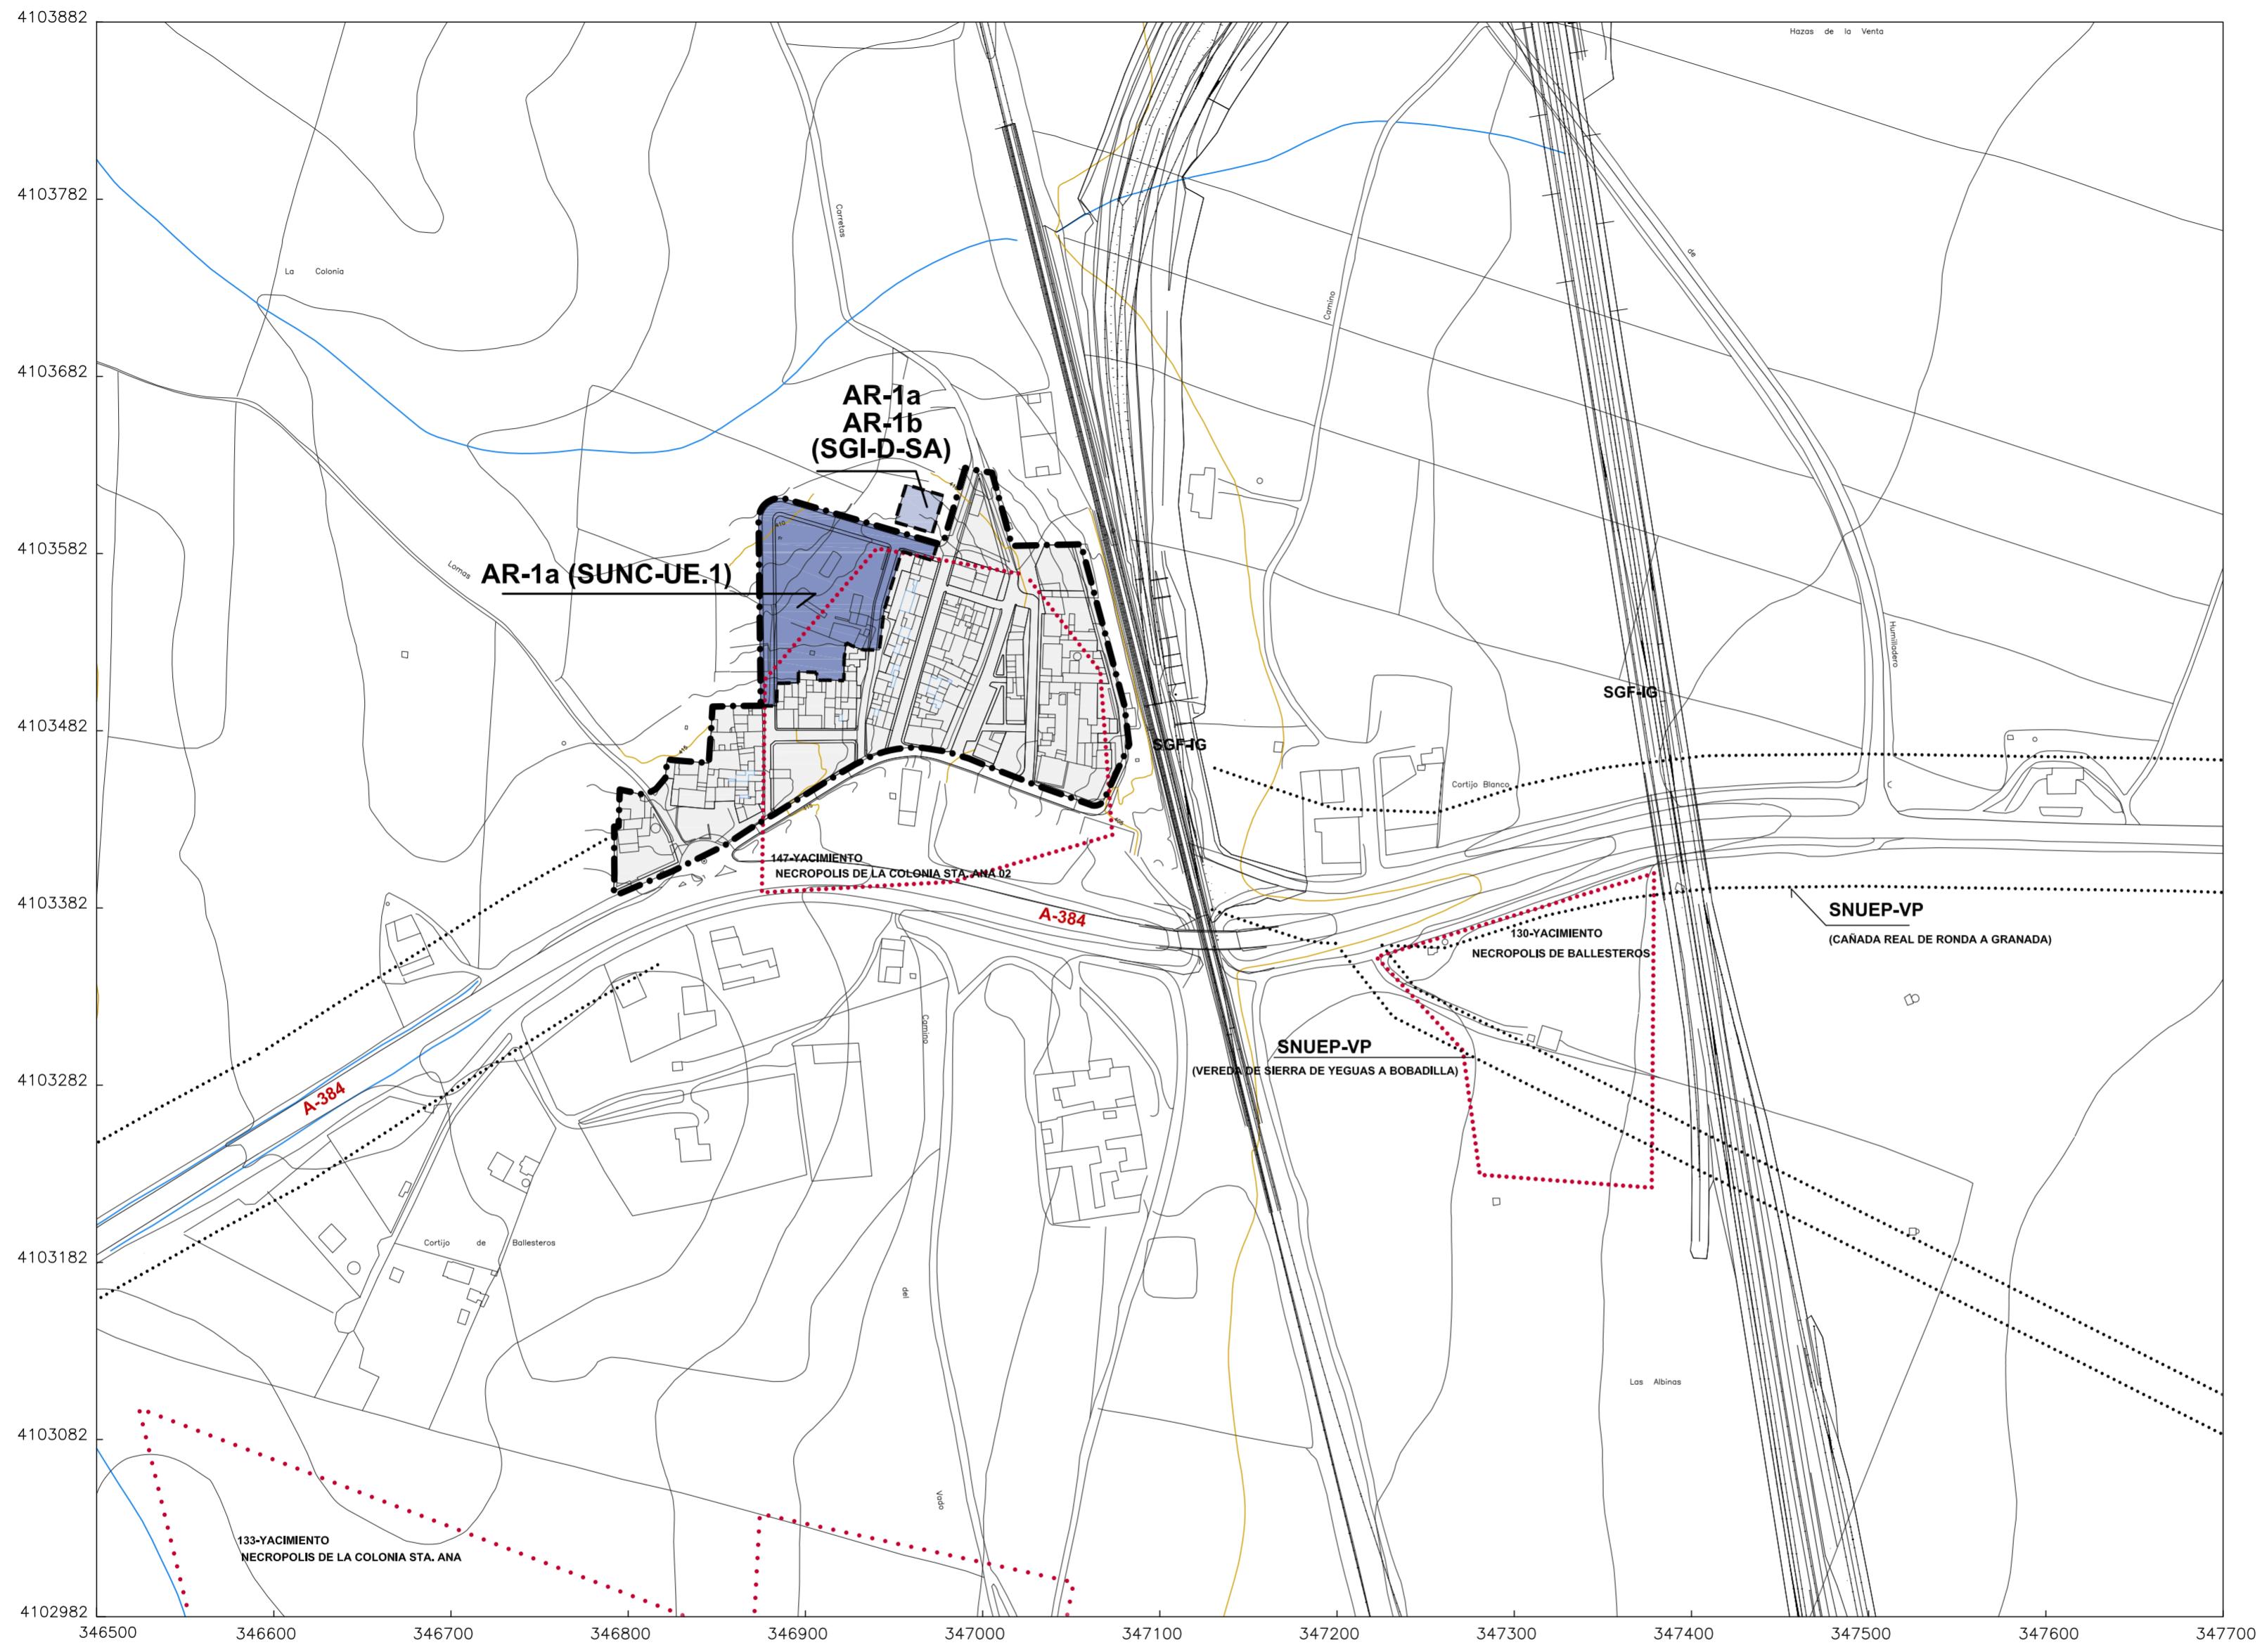 4103882
Hazas de la Venta
4103782
Carretas
de
La Colonia
Camino
4103682
AR-1a
AR-1b
(SGI-D-SA)
410
4103582
Lomas
AR-1a (SUNC-UE.1)
Humilladero
SGF-IG
4103482
SGF-IG
415
Cortijo Blanco
147-YACIMIENTO
NECROPOLIS DE LA COLONIA STA. ANA 02
4103382
A-384
SNUEP-VP
(CAÑADA REAL DE RONDA A GRANADA)
130-YACIMIENTO
NECROPOLIS DE BALLESTEROS
Camino
SNUEP-VP
(VEREDA DE SIERRA DE YEGUAS A BOBADILLA)
4103282
A-384
Cortijo de Ballesteros
4103182
del
Las Albinas
4103082
Vado
133-YACIMIENTO
NECROPOLIS DE LA COLONIA STA. ANA
4102982
346500 346600 346700 346800 346900 347000 347100 347200 347300 347400 347500 347600 347700